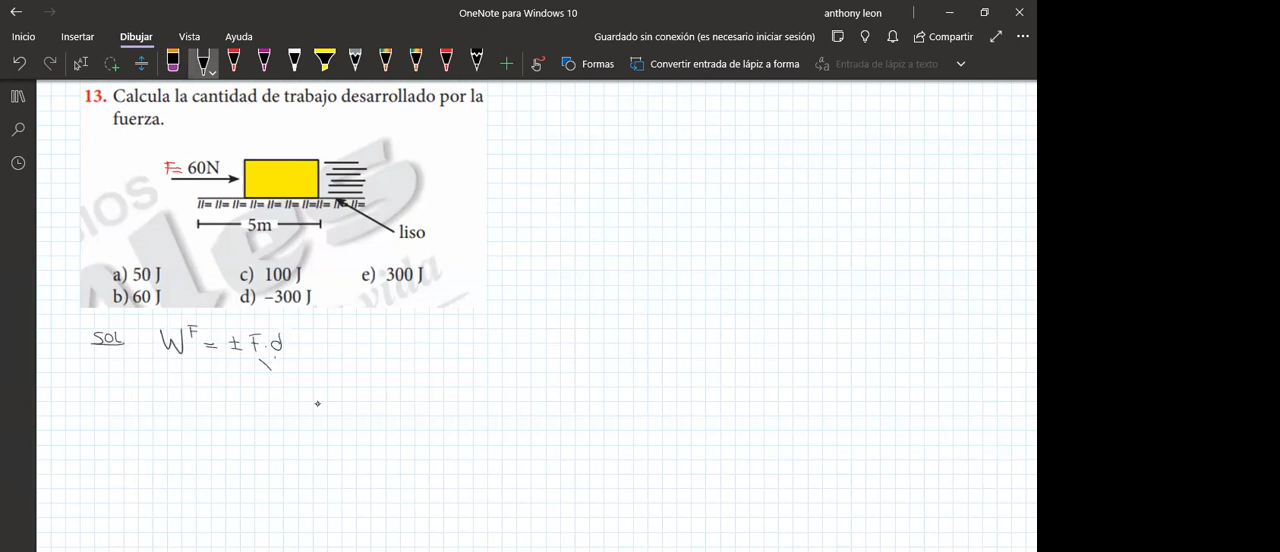 OneNote para Windows 10
anthony leon
Inicio Insertar Dibujar Vista Ayuda
Guardado sin conexión (es necesario iniciar sesión)
Compartir
Formas
Convertir entrada de lápiz a forma
Entrada de lápiz a texto
13. Calcula la cantidad de trabajo desarrollado por la
fuerza.
F= 60N
5m
liso
a) 50 J c) 100 J e) 300 J
b) 60 J d) –300 J
SOL W^F = ± F.d